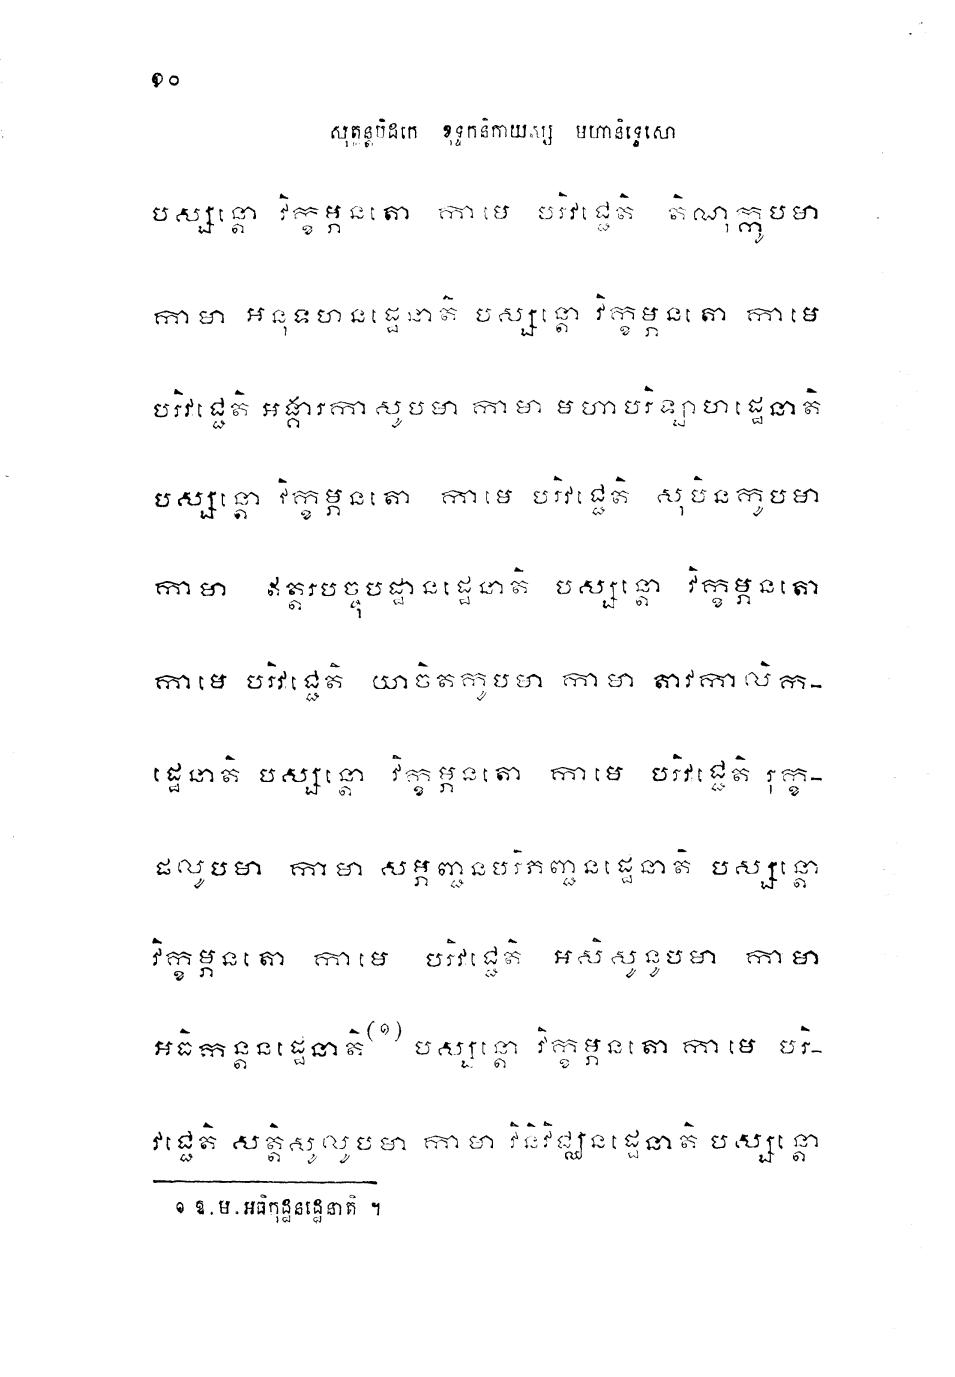 ១០
សុត្តន្តបិដកេ ខុទ្ទកនិកាយស្ស មហានិទ្ទេសោ
បស្សន្តោ វិក្ខម្ភនតោ កាមេ បរិវជ្ជេតិ តិណុក្កូបមា
កាមា អនុទហនដ្ឋេនាតិ បស្សន្តោ វិក្ខម្ភនតោ កាមេ
បរិវជ្ជេតិ អង្គារកាសូបមា កាមា មហាបរិឡាហដ្ឋេនាតិ
បស្សន្តោ វិក្ខម្ភនតោ កាមេ បរិវជ្ជេតិ សុបិនកូបមា
កាមា ឥត្តរបច្ចុបដ្ឋានដ្ឋេនាតិ បស្សន្តោ វិក្ខម្ភនតោ
កាមេ បរិវជ្ជេតិ យាចិតកូបមា កាមា តាវកាលិក-
ដ្ឋេនាតិ បស្សន្តោ វិក្ខម្ភនតោ កាមេ បរិវជ្ជេតិ រុក្ខ-
ផលូបមា កាមា សម្ភញ្ជនបរិភញ្ជនដ្ឋេនាតិ បស្សន្តោ
វិក្ខម្ភនតោ កាមេ បរិវជ្ជេតិ អសិសូនូបមា កាមា
អធិកន្តនដ្ឋេនាតិ(១) បស្សន្តោ វិក្ខម្ភនតោ កាមេ បរិ-
វជ្ជេតិ សត្តិសូលូបមា កាមា វិនិវិជ្ឈនដ្ឋេនាតិ បស្សន្តោ
១ ឱ.ម.អធិកុដ្ដនដ្ឋេនាតិ ។